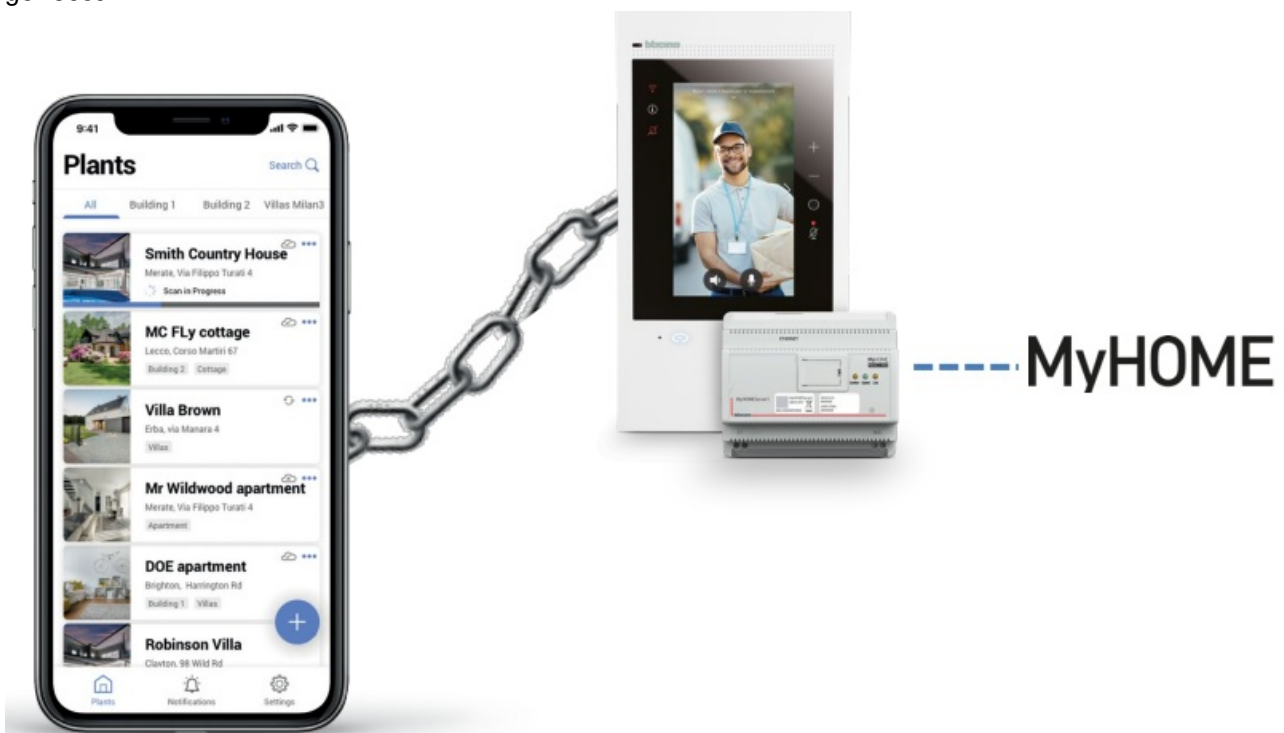 9:41
Plants
Search
All Building 1 Building 2 Villas Milan3
Smith Country House
Merate, Via Filippo Turati 4
Scan in Progress
MC FLy cottage
Lecco, Corso Martiri 67
Building 2 Cottage
Villa Brown
Erba, via Manara 4
Villas
Mr Wildwood apartment
Merate, Via Filippo Turati 4
Apartment
DOE apartment
Brighton, Harrington Rd
Building 1 Villas
Robinson Villa
Clayton, 98 Wild Rd
Plants Notifications Settings
bticino
MyHOMEServer1
bticino
MyHOME